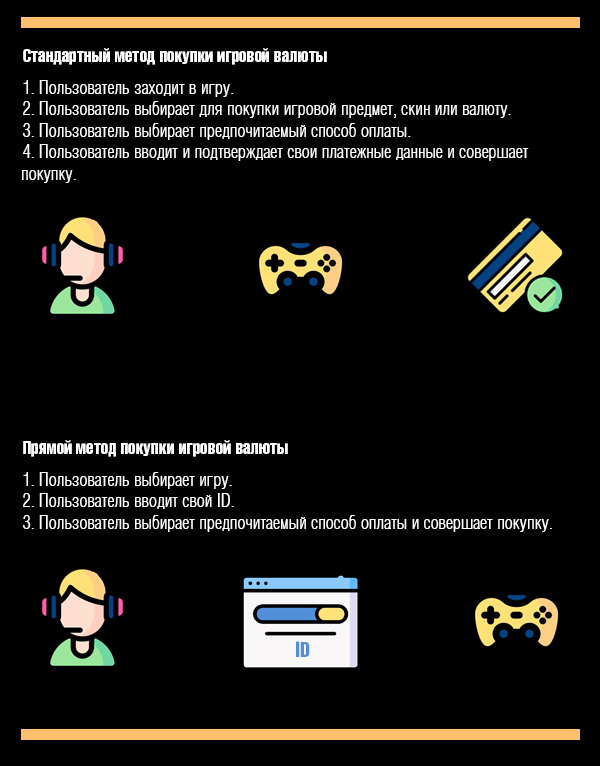 Стандартный метод покупки игровой валюты
1. Пользователь заходит в игру.
2. Пользователь выбирает для покупки игровой предмет, скин или валюту.
3. Пользователь выбирает предпочитаемый способ оплаты.
4. Пользователь вводит и подтверждает свои платежные данные и совершает
покупку.
Прямой метод покупки игровой валюты
1. Пользователь выбирает игру.
2. Пользователь вводит свой ID.
3. Пользователь выбирает предпочитаемый способ оплаты и совершает покупку.
ID